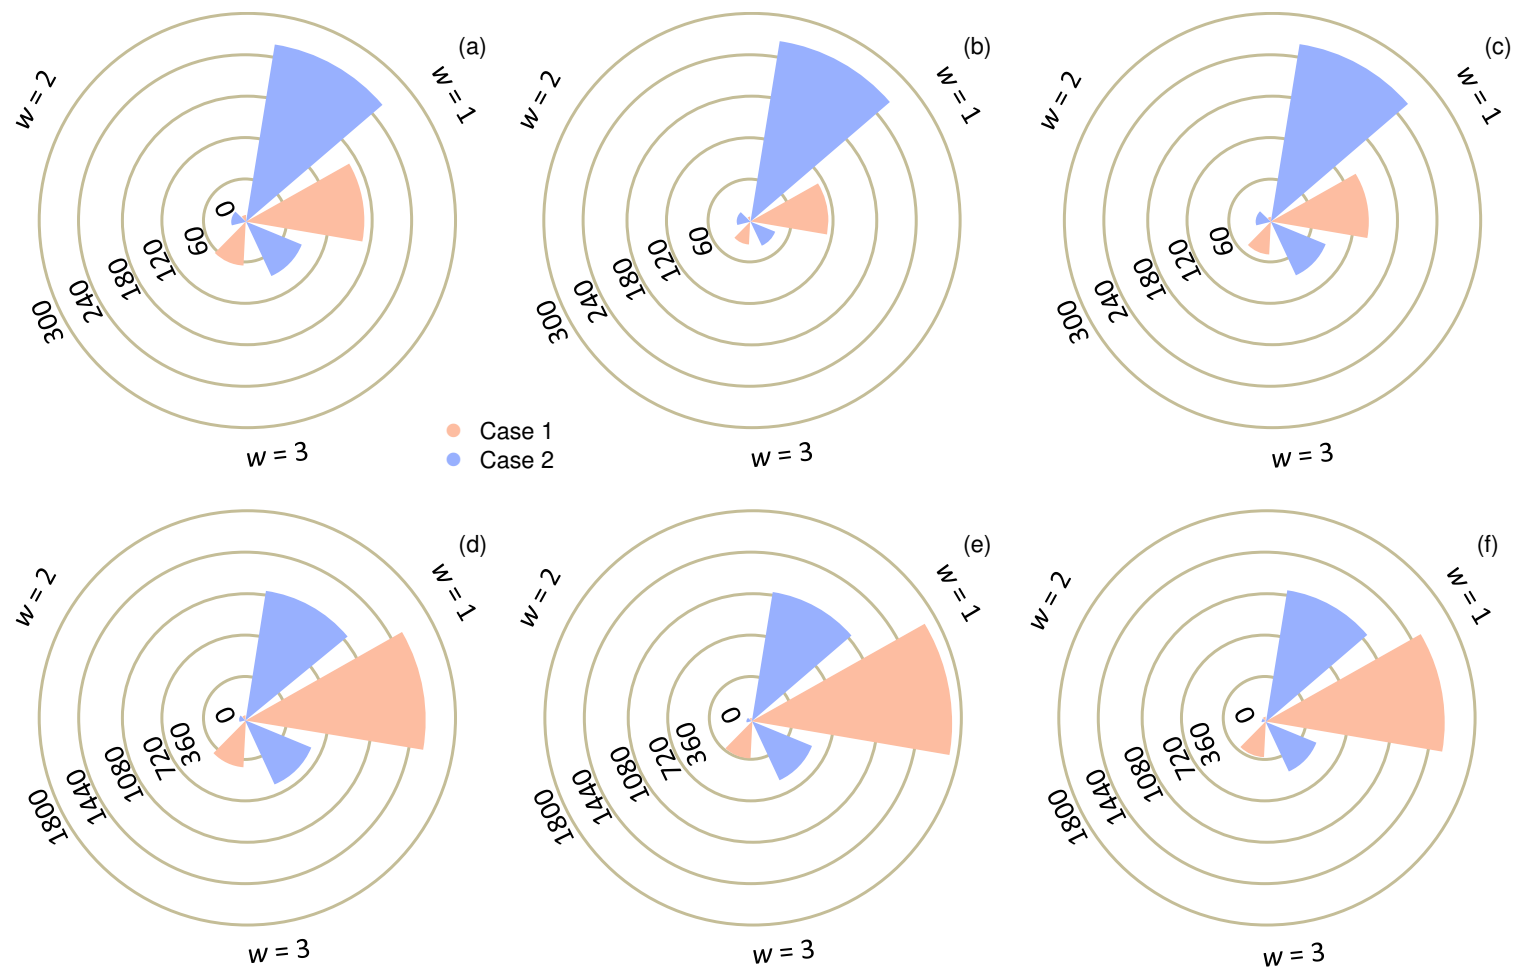 (a)
w = 2
w = 1
0
60
120
180
240
300
w = 3
(b)
w = 2
w = 1
60
120
180
240
300
w = 3
(c)
w = 2
w = 1
60
120
180
240
300
w = 3
Case 1
Case 2
(d)
w = 2
w = 1
0
360
720
1080
1440
1800
w = 3
(e)
w = 2
w = 1
0
360
720
1080
1440
1800
w = 3
(f)
w = 2
w = 1
0
360
720
1080
1440
1800
w = 3